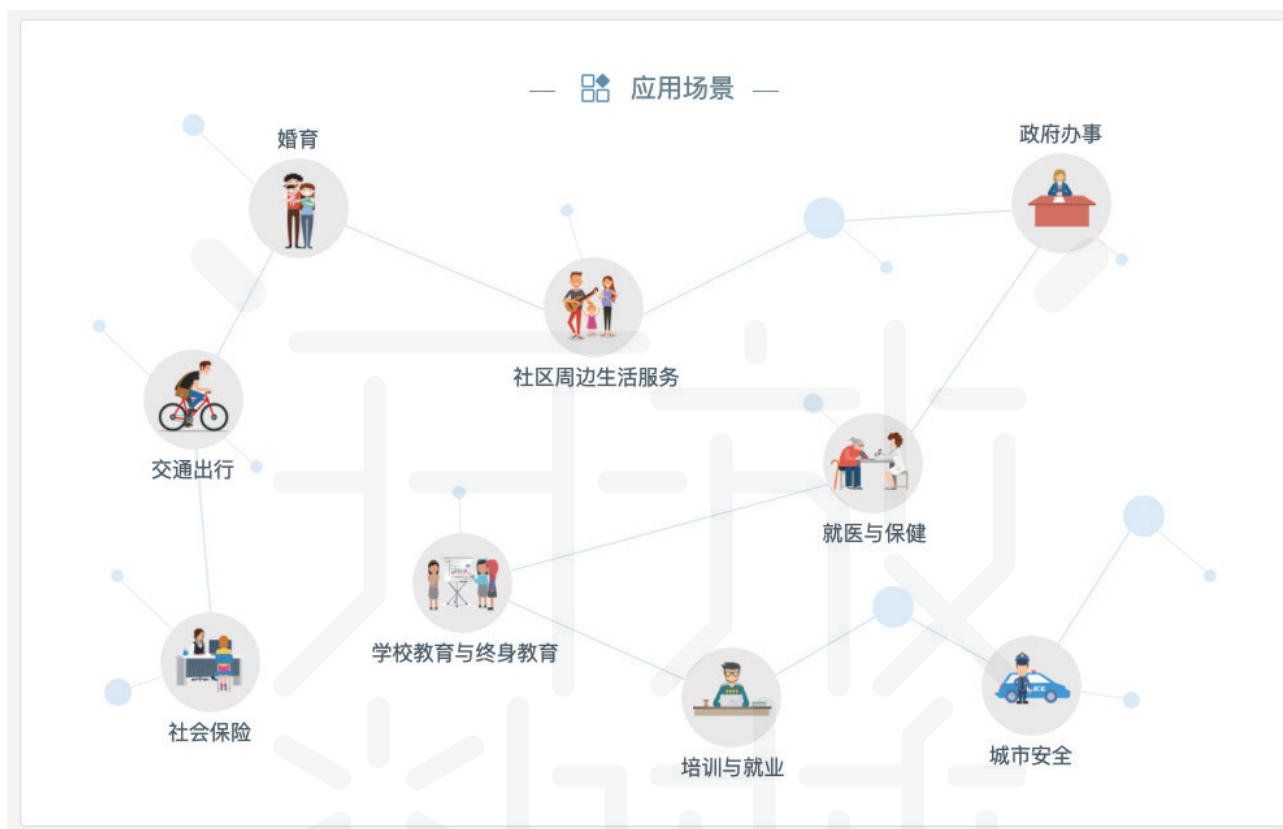 应用场景
婚育
政府办事
社区周边生活服务
交通出行
就医与保健
学校教育与终身教育
社会保险
培训与就业
城市安全